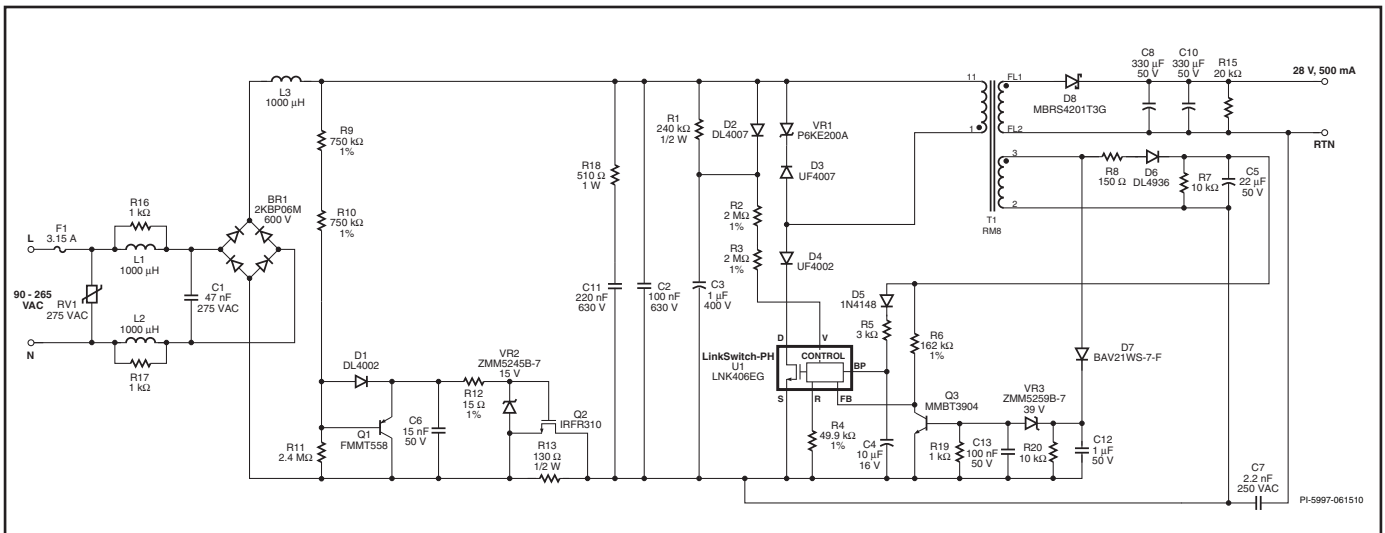 L3
1000 µH
R9
750 kΩ
1%
R10
750 kΩ
1%
R16
1 kΩ
F1
3.15 A
L
L1
1000 µH
BR1
2KBP06M
600 V
90 - 265
VAC
RV1
275 VAC
C1
47 nF
275 VAC
L2
1000 µH
N
R17
1 kΩ
D1
DL4002
R11
2.4 MΩ
Q1
FMMT558
C6
15 nF
50 V
R12
15 Ω
1%
VR2
ZMM5245B-7
15 V
Q2
IRFR310
R13
130 Ω
1/2 W
R18
510 Ω
1 W
C11
220 nF
630 V
C2
100 nF
630 V
R1
240 kΩ
1/2 W
C3
1 µF
400 V
D2
DL4007
VR1
P6KE200A
D3
UF4007
R2
2 MΩ
1%
R3
2 MΩ
1%
D4
UF4002
D
V
LinkSwitch-PH
U1
LNK406EG
CONTROL
BP
S
R
FB
R4
49.9 kΩ
1%
D5
1N4148
R5
3 kΩ
C4
10 µF
16 V
R6
162 kΩ
1%
Q3
MMBT3904
R19
1 kΩ
C13
100 nF
50 V
VR3
ZMM5259B-7
39 V
R20
10 kΩ
D7
BAV21WS-7-F
C12
1 µF
50 V
11
1
FL1
FL2
3
2
T1
RM8
D8
MBRS4201T3G
C8
330 µF
50 V
C10
330 µF
50 V
R15
20 kΩ
28 V, 500 mA
RTN
R8
150 Ω
D6
DL4936
R7
10 kΩ
C5
22 µF
50 V
C7
2.2 nF
250 VAC
PI-5997-061510